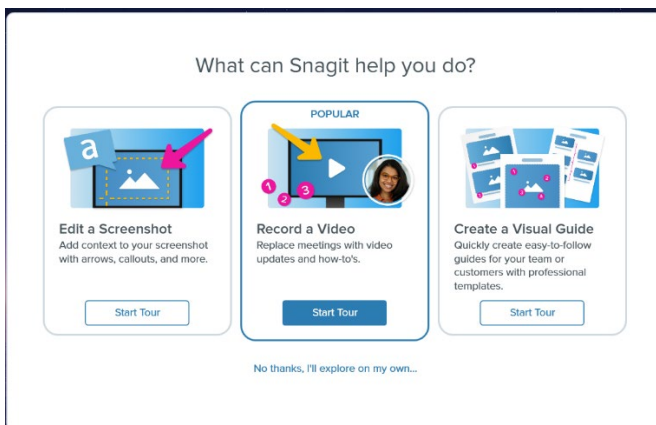 What can Snagit help you do?
POPULAR
a
1
2
3
Edit a Screenshot
Add context to your screenshot
with arrows, callouts, and more.
Start Tour
Record a Video
Replace meetings with video
updates and how-to's.
Start Tour
Create a Visual Guide
Quickly create easy-to-follow
guides for your team or
customers with professional
templates.
Start Tour
No thanks, I'll explore on my own...